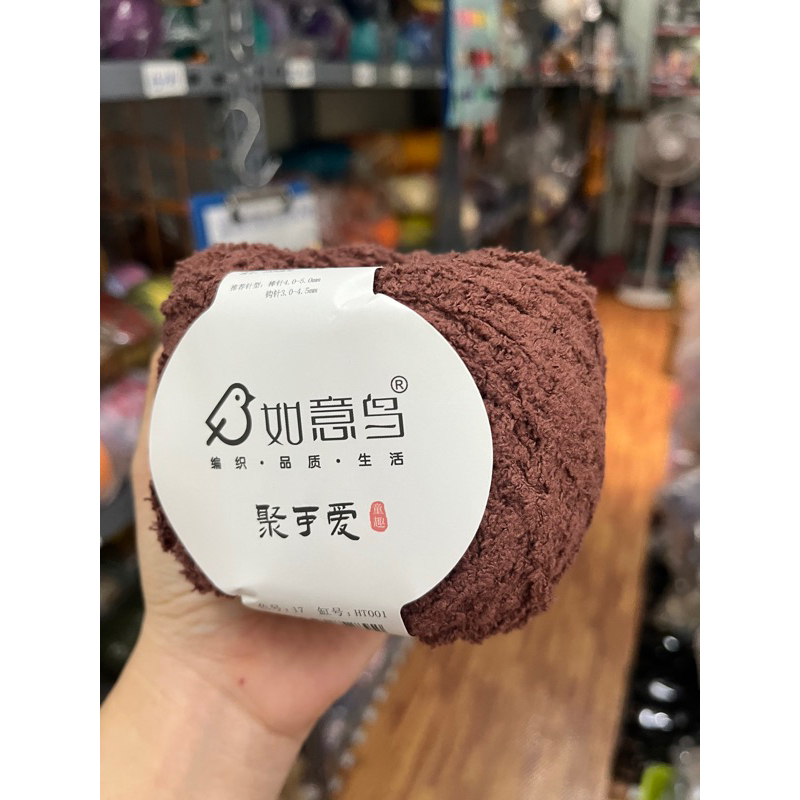 推荐针型：棒针4.0-5.0mm
钩针3.0-4.5mm
如意鸟®
编织·品质·生活
聚可爱 童趣
色号：17 缸号：HT001